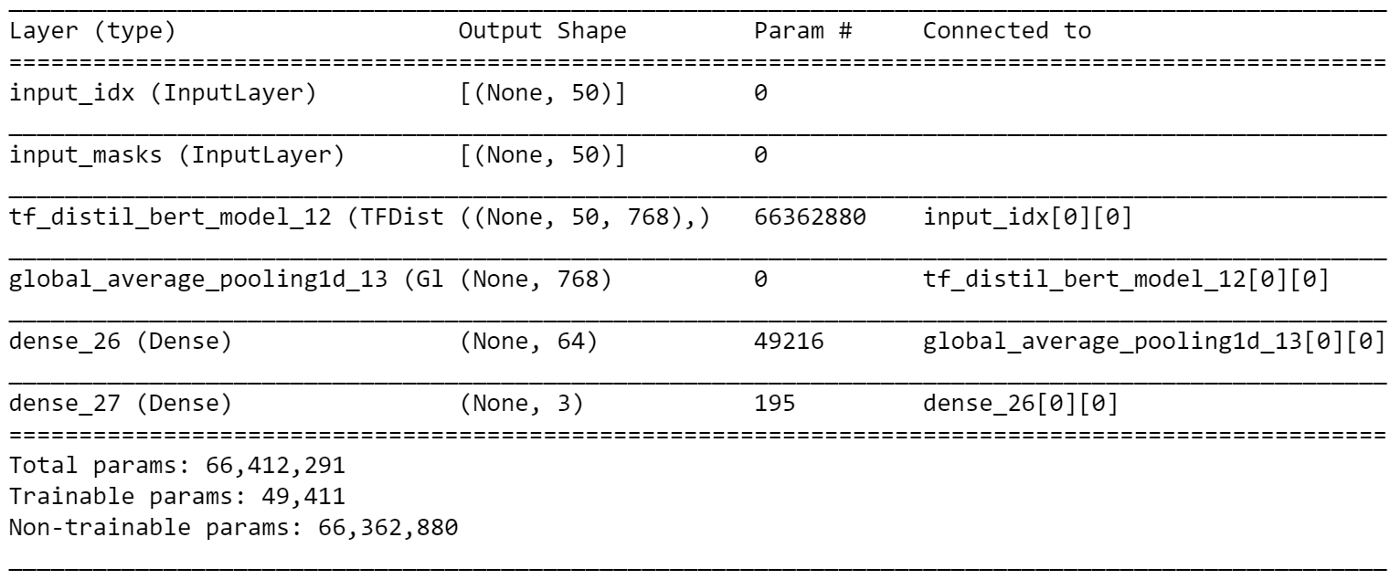 Layer (type) Output Shape Param # Connected to
input_idx (InputLayer) [(None, 50)] 0
input_masks (InputLayer) [(None, 50)] 0
tf_distil_bert_model_12 (TFDist ((None, 50, 768),) 66362880 input_idx[0][0]
global_average_pooling1d_13 (Gl (None, 768) 0 tf_distil_bert_model_12[0][0]
dense_26 (Dense) (None, 64) 49216 global_average_pooling1d_13[0][0]
dense_27 (Dense) (None, 3) 195 dense_26[0][0]
Total params: 66,412,291
Trainable params: 49,411
Non-trainable params: 66,362,880